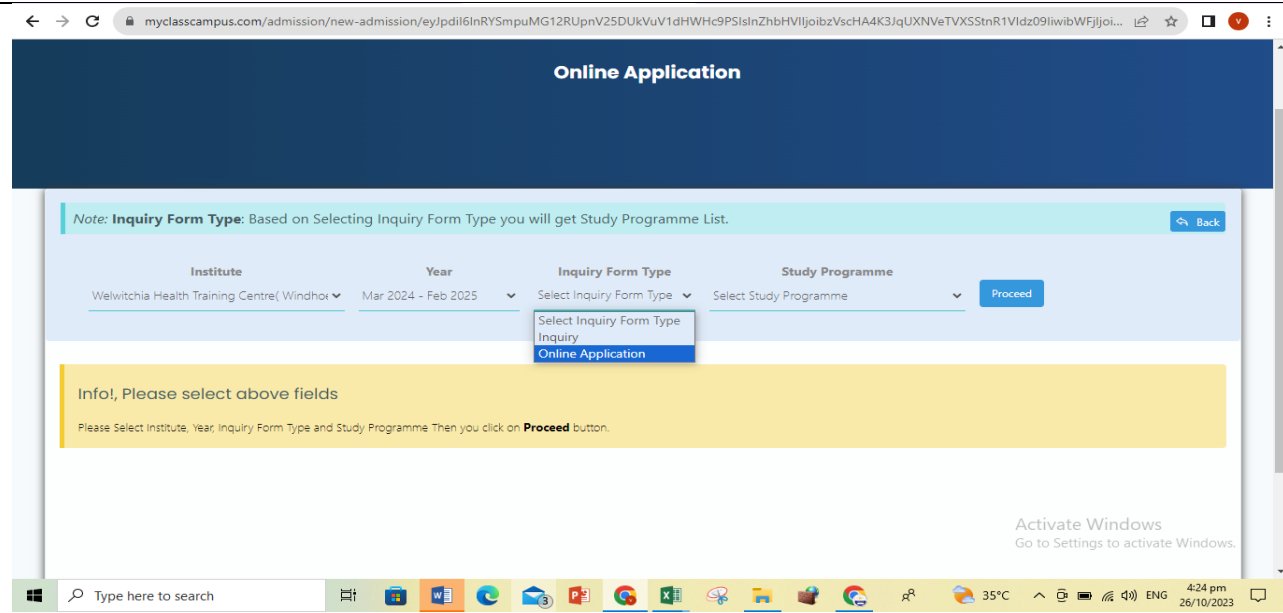 myclasscampus.com/admission/new-admission/eyJpdiI6InRYSmpuMG12RUpnV25DUkVuV1dHWHc9PSIsInZhbHVlIjoibzVscHA4K3JqUXNVeTVXSStnR1VIdz09IiwibWFjIjoi...
V
Online Application
Note: Inquiry Form Type: Based on Selecting Inquiry Form Type you will get Study Programme List.
Back
Institute Year Inquiry Form Type Study Programme
Welwitchia Health Training Centre( Windhoe Mar 2024 - Feb 2025 Select Inquiry Form Type Select Study Programme Proceed
Select Inquiry Form Type
Inquiry
Online Application
Info!, Please select above fields
Please Select Institute, Year, Inquiry Form Type and Study Programme Then you click on Proceed button.
Activate Windows
Go to Settings to activate Windows.
Type here to search
3
35°C
ENG
4:24 pm
26/10/2023